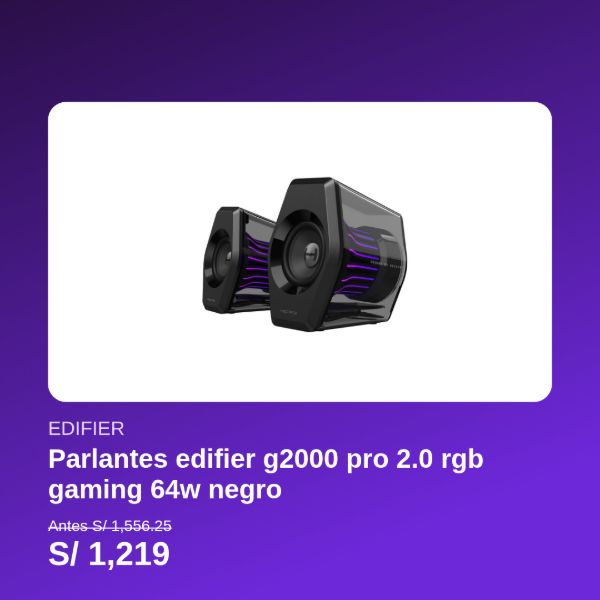 EDIFIER
Parlantes edifier g2000 pro 2.0 rgb
gaming 64w negro
Antes S/ 1,556.25
S/ 1,219